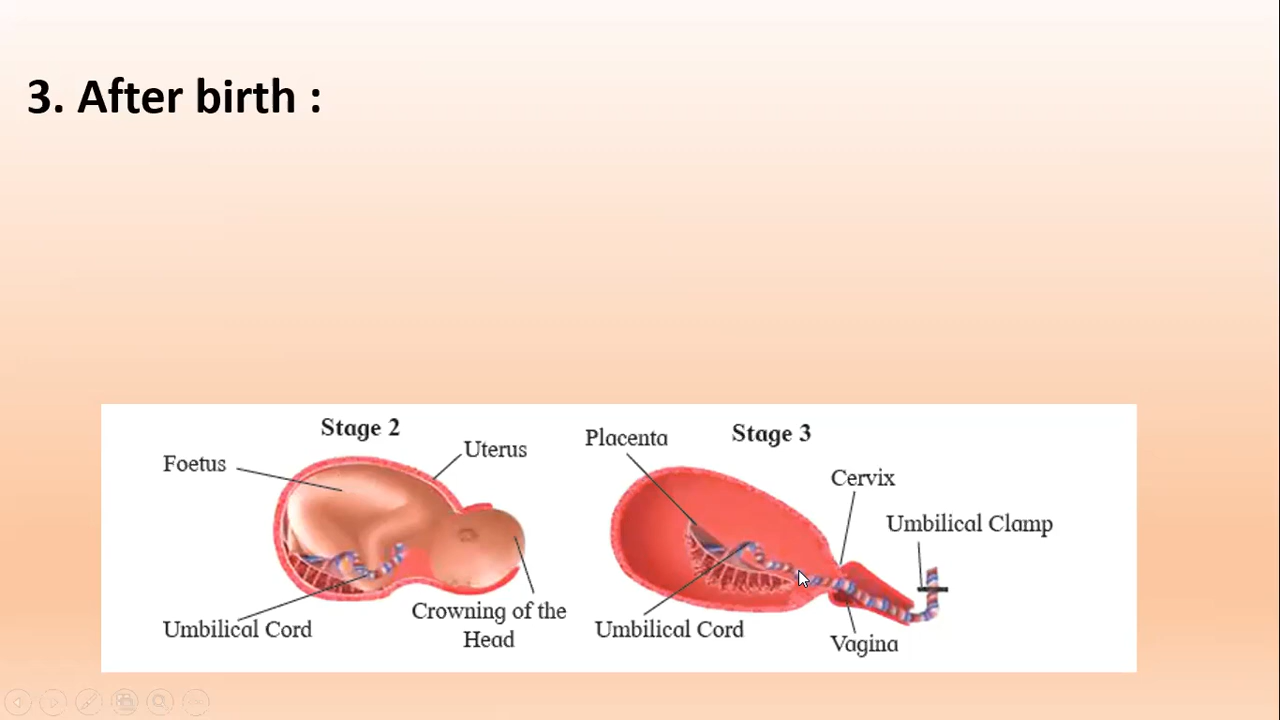 3. After birth :
Stage 2
Foetus
Uterus
Umbilical Cord
Crowning of the
Head
Placenta
Stage 3
Cervix
Umbilical Clamp
Umbilical Cord
Vagina